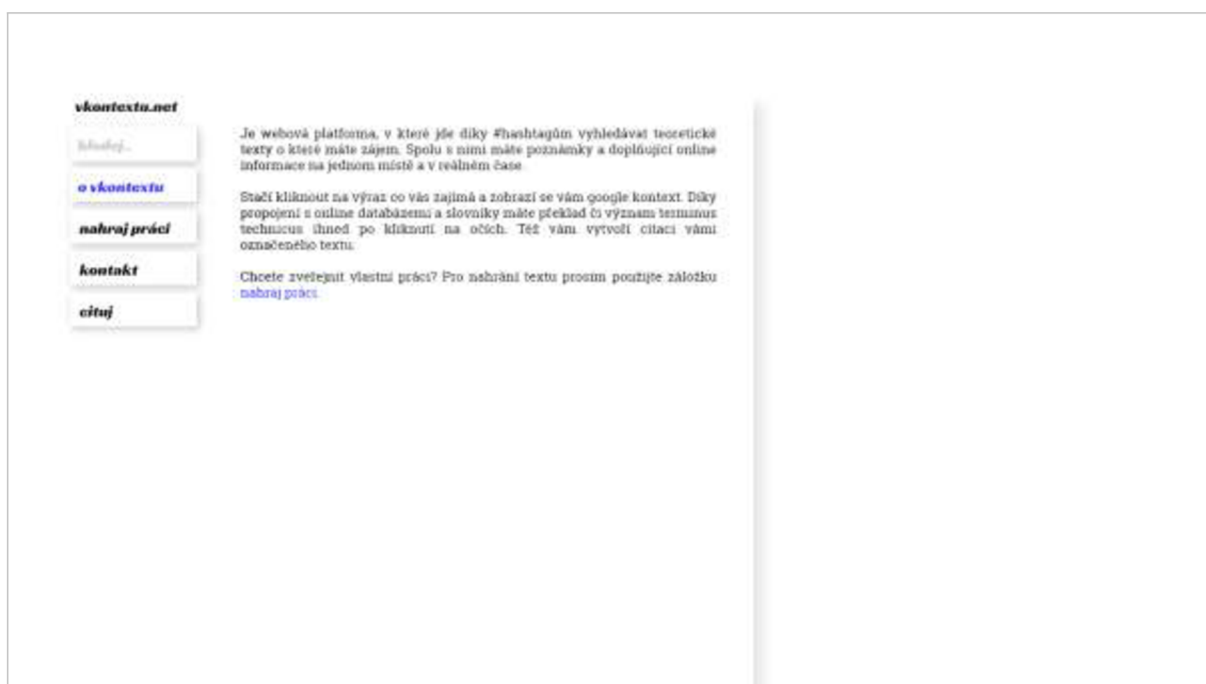 vkontextu.net
o vkontextu
nahraj práci
kontakt
cituj
Je webová platforma, v které jde díky #hashtagům vyhledávat teoretické
texty o které máte zájem. Spolu s nimi máte poznámky a doplňující online
informace na jednom místě a v reálném čase.
Stačí kliknout na výraz co vás zajímá a zobrazí se vám google kontext. Díky
propojení s online databázemi a slovníky máte překlad či význam terminus
technicus ihned po kliknutí na očích. Též vám vytvoří citaci vámi
označeného textu.
Chcete zveřejnit vlastní práci? Pro nahrání textu prosím použijte záložku
nahraj práci.